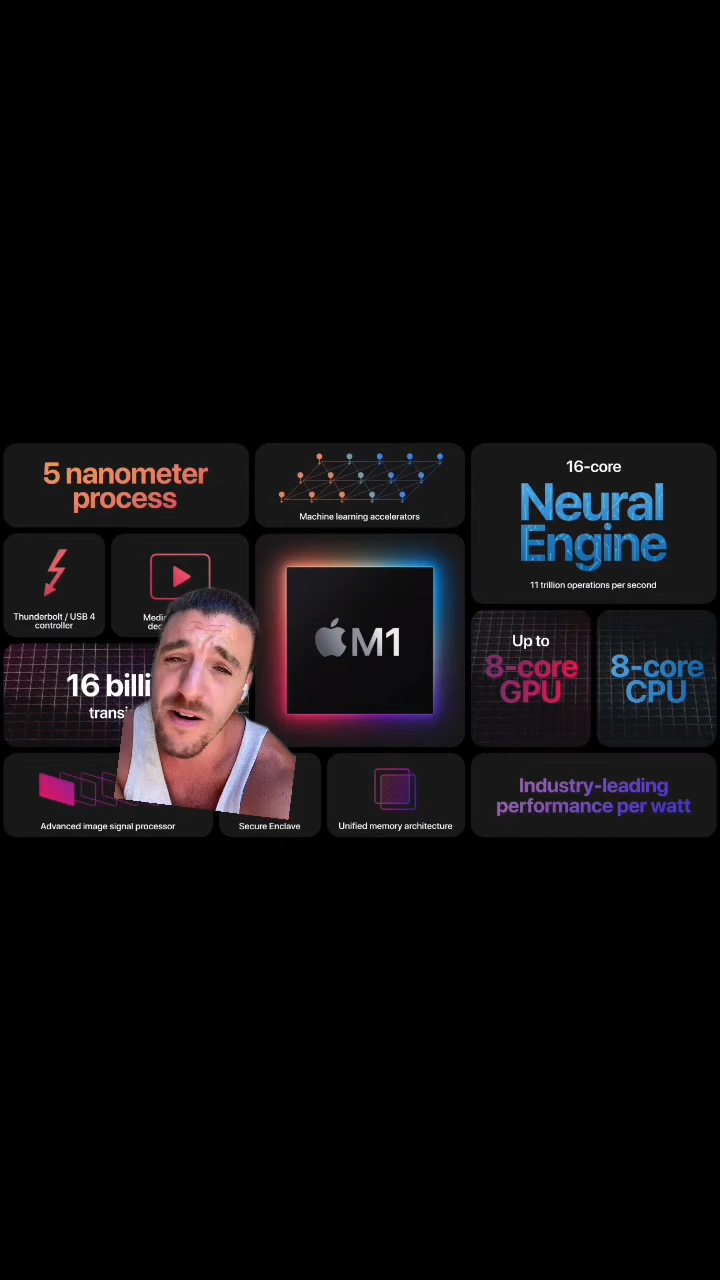 5 nanometer
process
Machine learning accelerators
16-core
Neural
Engine
11 trillion operations per second
Thunderbolt / USB 4
controller
M1
Up to
8-core
GPU
8-core
CPU
16
Advanced image signal processor
Secure Enclave
Unified memory architecture
Industry-leading
performance per watt